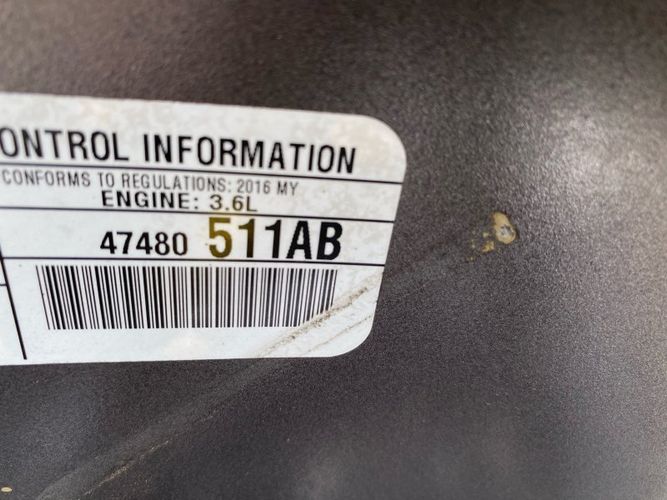 ONTROL INFORMATION
CONFORMS TO REGULATIONS: 2016 MY
ENGINE: 3.6L
47480 511AB